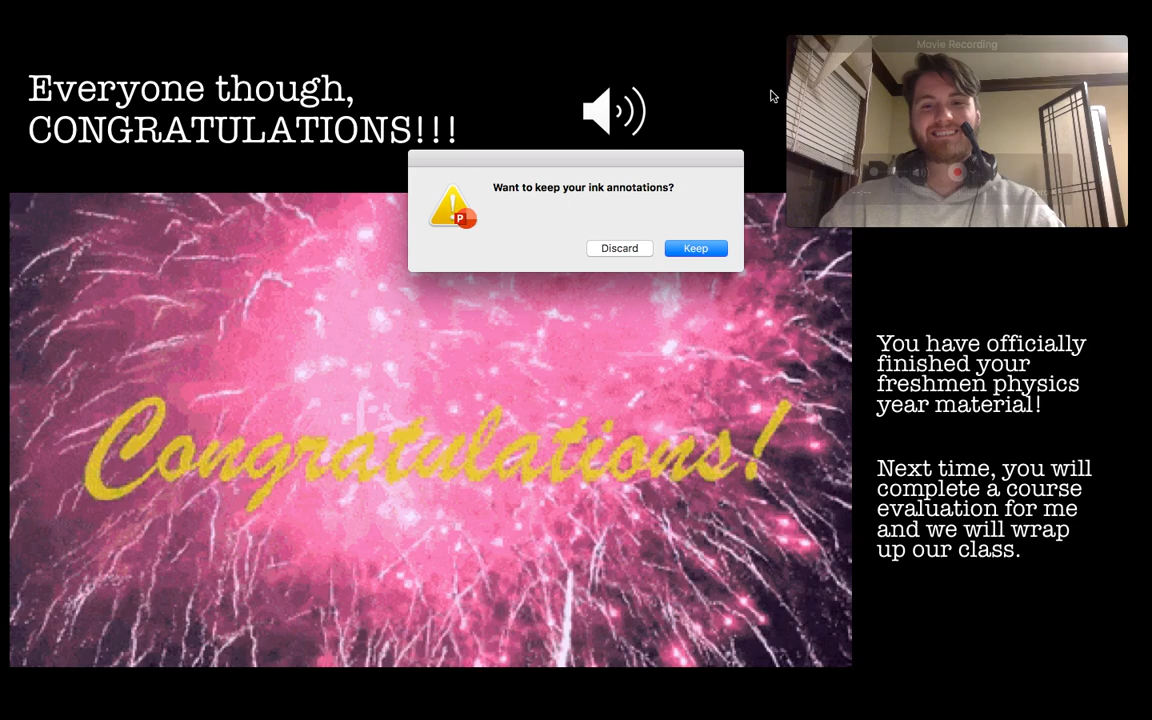 Movie Recording
Everyone though,
CONGRATULATIONS!!!
Want to keep your ink annotations?
P
Discard
Keep
Congratulations!
You have officially
finished your
freshmen physics
year material!
Next time, you will
complete a course
evaluation for me
and we will wrap
up our class.